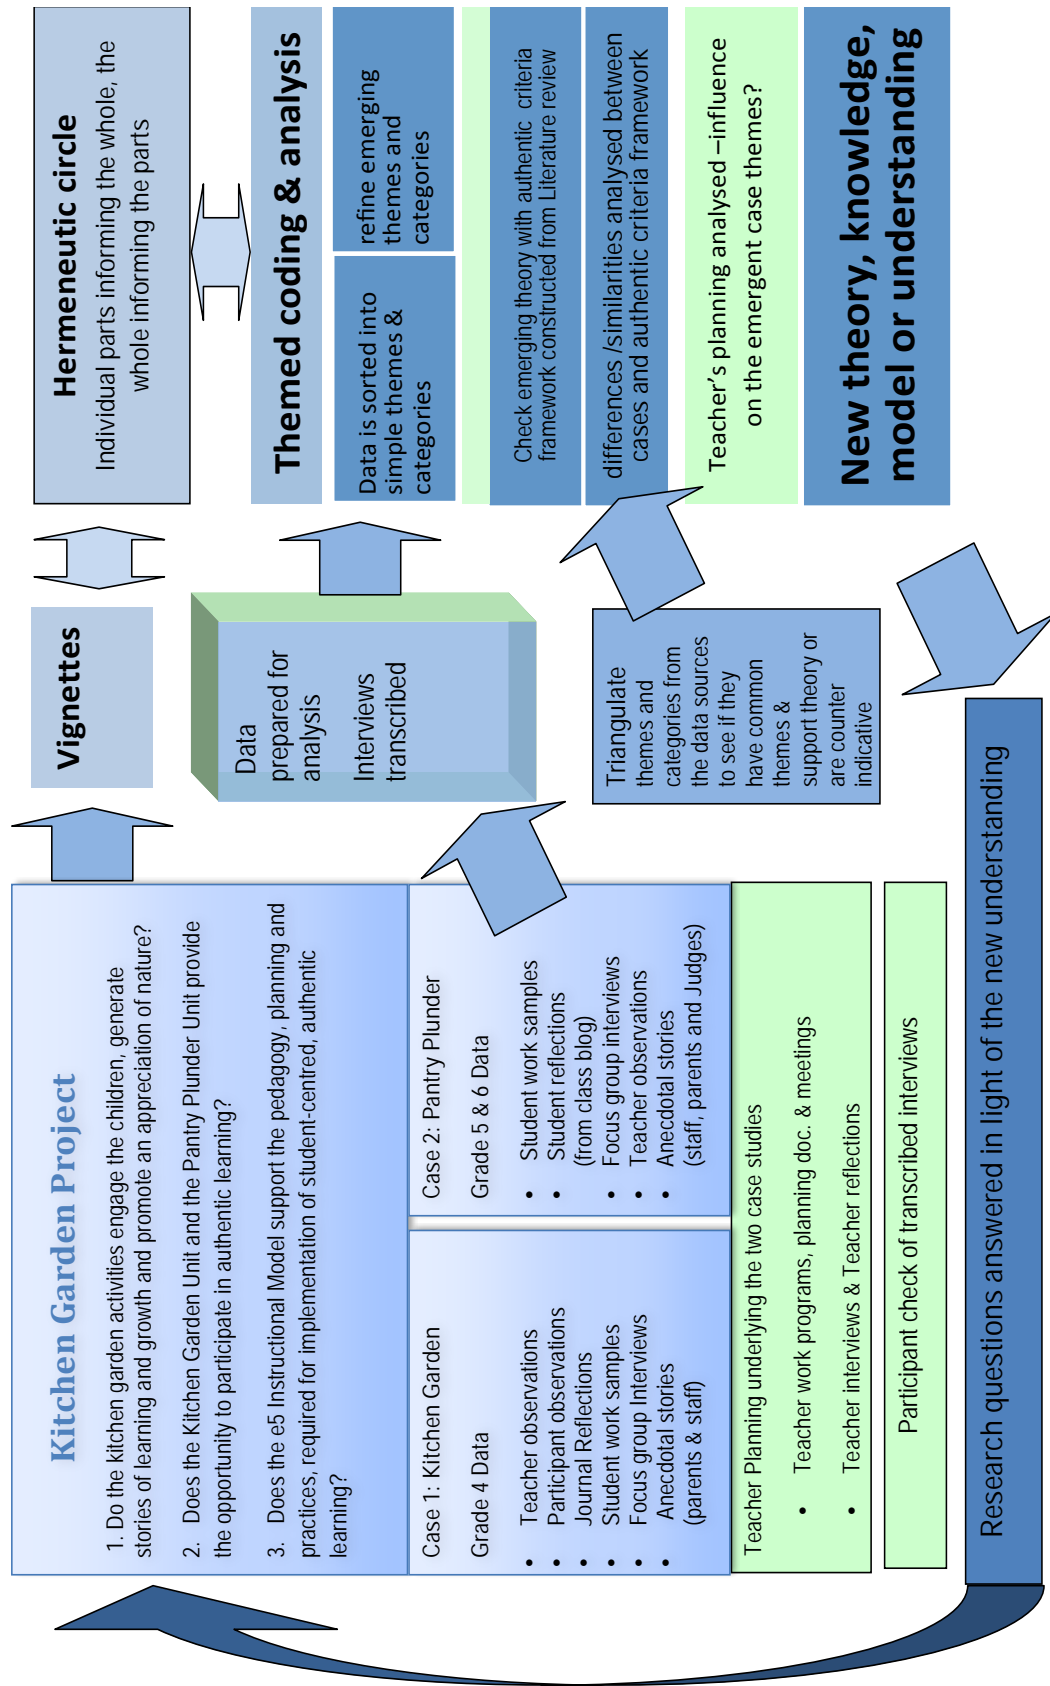 Kitchen Garden Project
1. Do the kitchen garden activities engage the children, generate
stories of learning and growth and promote an appreciation of nature?
2. Does the Kitchen Garden Unit and the Pantry Plunder Unit provide
the opportunity to participate in authentic learning?
3. Does the e5 Instructional Model support the pedagogy, planning and
practices, required for implementation of student-centred, authentic
learning?
Case 1: Kitchen Garden
Grade 4 Data
• Teacher observations
• Participant observations
• Journal Reflections
• Student work samples
• Focus group Interviews
• Anecdotal stories
(parents & staff)
Case 2: Pantry Plunder
Grade 5 & 6 Data
• Student work samples
• Student reflections
(from class blog)
• Focus group interviews
• Teacher observations
• Anecdotal stories
(staff, parents and Judges)
Teacher Planning underlying the two case studies
• Teacher work programs, planning doc. & meetings
• Teacher interviews & Teacher reflections
Participant check of transcribed interviews
Research questions answered in light of the new understanding
Vignettes
Data
prepared for
analysis
Interviews
transcribed
Triangulate
themes and
categories from
the data sources
to see if they
have common
themes &
support theory or
are counter
indicative
Hermeneutic circle
Individual parts informing the whole, the
whole informing the parts
Themed coding & analysis
Data is sorted into
simple themes &
categories
refine emerging
themes and
categories
Check emerging theory with authentic criteria
framework constructed from Literature review
differences /similarities analysed between
cases and authentic criteria framework
Teacher’s planning analysed –influence
on the emergent case themes?
New theory, knowledge,
model or understanding